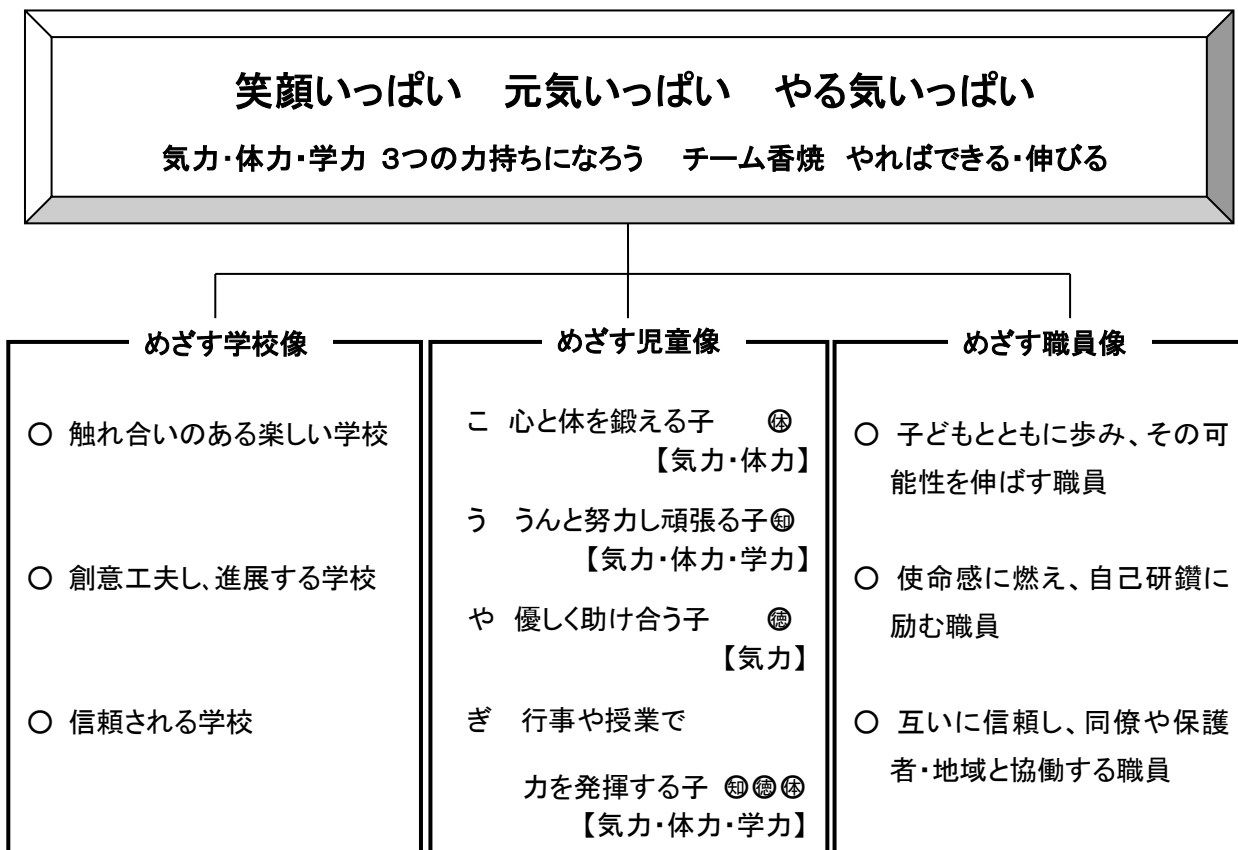 笑顔いっぱい　元気いっぱい　やる気いっぱい
気力・体力・学力 ３つの力持ちになろう　チーム香焼　やればできる・伸びる
めざす学校像
○ 触れ合いのある楽しい学校
○ 創意工夫し、進展する学校
○ 信頼される学校
めざす児童像
こ　心と体を鍛える子　㊍体
【気力・体力】
う　うんと努力し頑張る子 知
【気力・体力・学力】
や　優しく助け合う子　徳
【気力】
ぎ　行事や授業で
力を発揮する子 知徳体
【気力・体力・学力】
めざす職員像
○ 子どもとともに歩み、その可
能性を伸ばす職員
○ 使命感に燃え、自己研鑽に
励む職員
○ 互いに信頼し、同僚や保護
者・地域と協働する職員